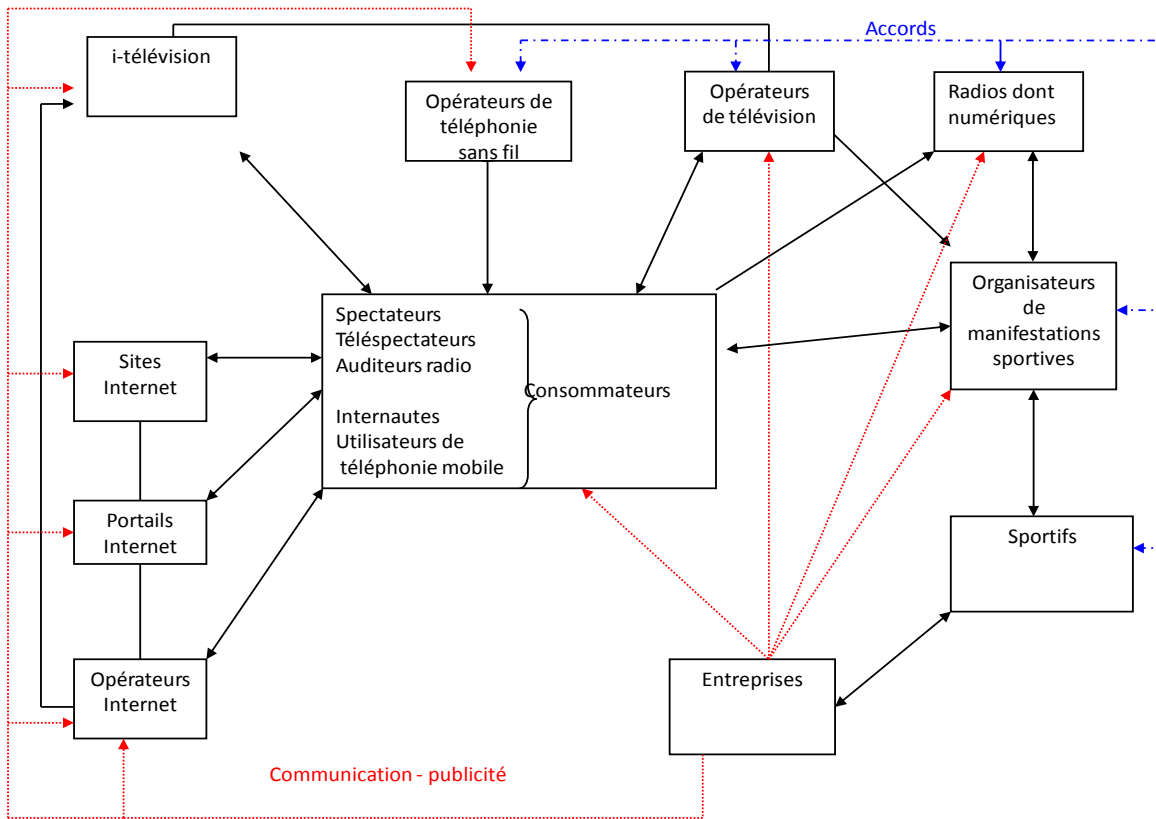 Accords
i-télévision
Opérateurs de
téléphonie
sans fil
Opérateurs
de télévision
Radios dont
numériques
Spectateurs
Téléspectateurs
Auditeurs radio
Internautes
Utilisateurs de
téléphonie mobile
Consommateurs
Organisateurs
de
manifestations
sportives
Sites
Internet
Portails
Internet
Sportifs
Opérateurs
Internet
Entreprises
Communication - publicité